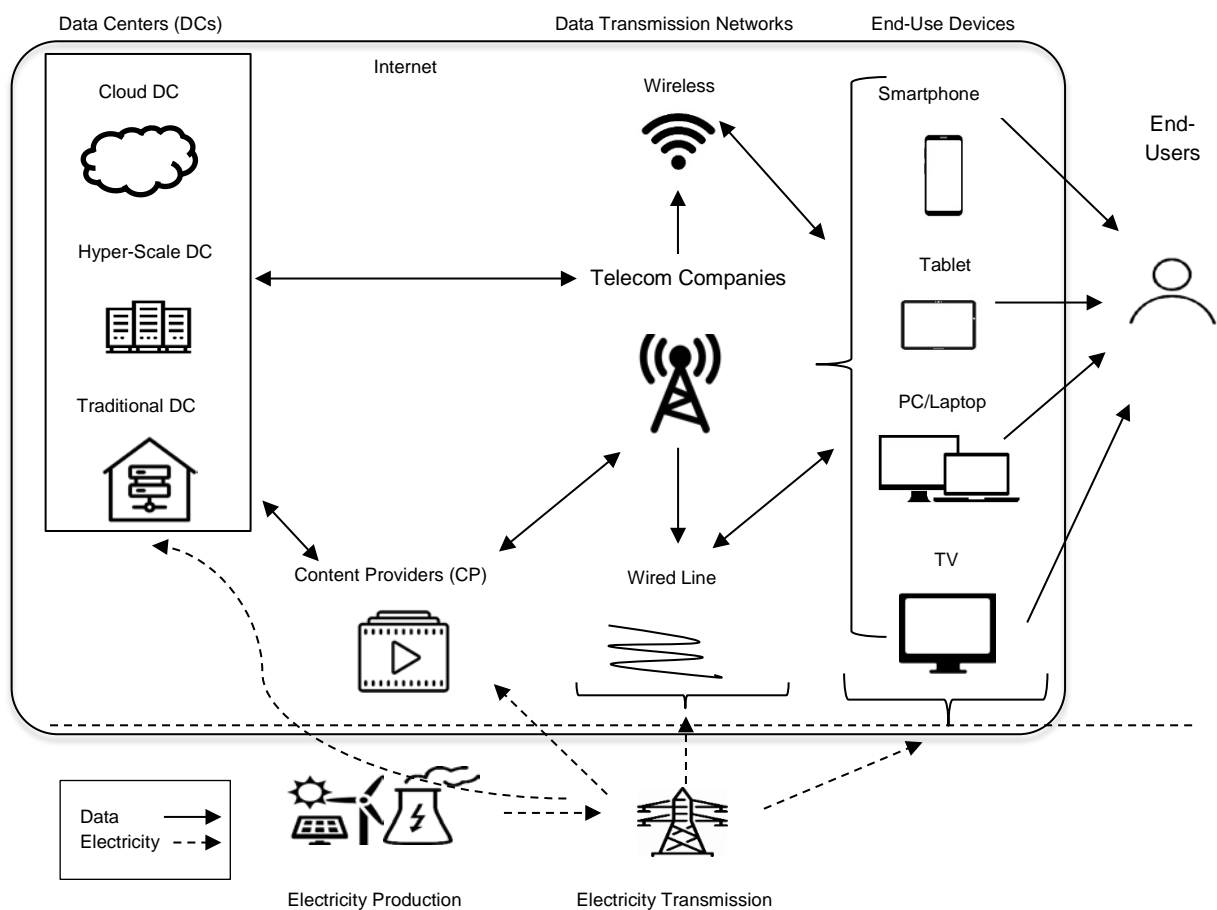 Data Centers (DCs)
Data Transmission Networks
End-Use Devices
Internet
Cloud DC
Wireless
Smartphone
End-
Users
Hyper-Scale DC
Telecom Companies
Tablet
Traditional DC
PC/Laptop
Content Providers (CP)
Wired Line
TV
Data
Electricity
Electricity Production
Electricity Transmission